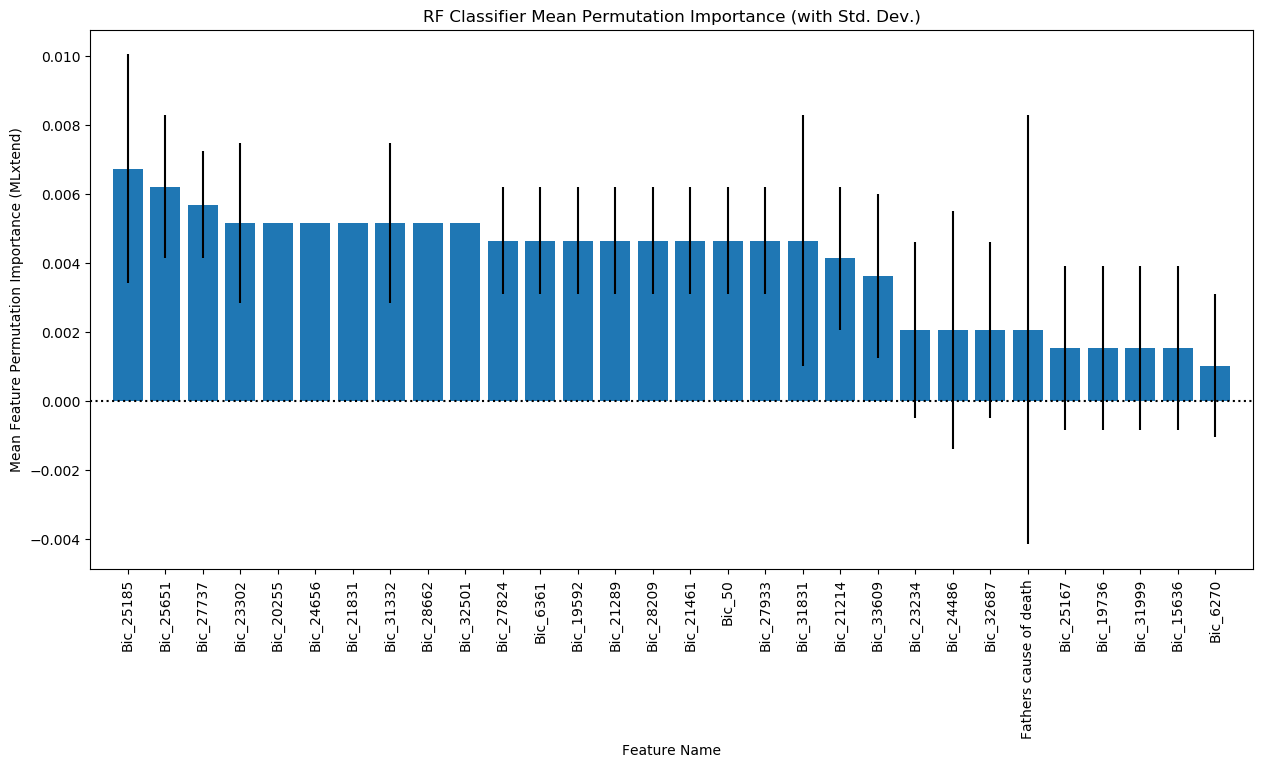 RF Classifier Mean Permutation Importance (with Std. Dev.)
Mean Feature Permutation Importance (MLxtend)
0.010
0.008
0.006
0.004
0.002
0.000
−0.002
−0.004
Bic_25185
Bic_25651
Bic_27737
Bic_23302
Bic_20255
Bic_24656
Bic_21831
Bic_31332
Bic_28662
Bic_32501
Bic_27824
Bic_6361
Bic_19592
Bic_21289
Bic_28209
Bic_21461
Bic_50
Bic_27933
Bic_31831
Bic_21214
Bic_33609
Bic_23234
Bic_24486
Bic_32687
Fathers cause of death
Bic_25167
Bic_19736
Bic_31999
Bic_15636
Bic_6270
Feature Name